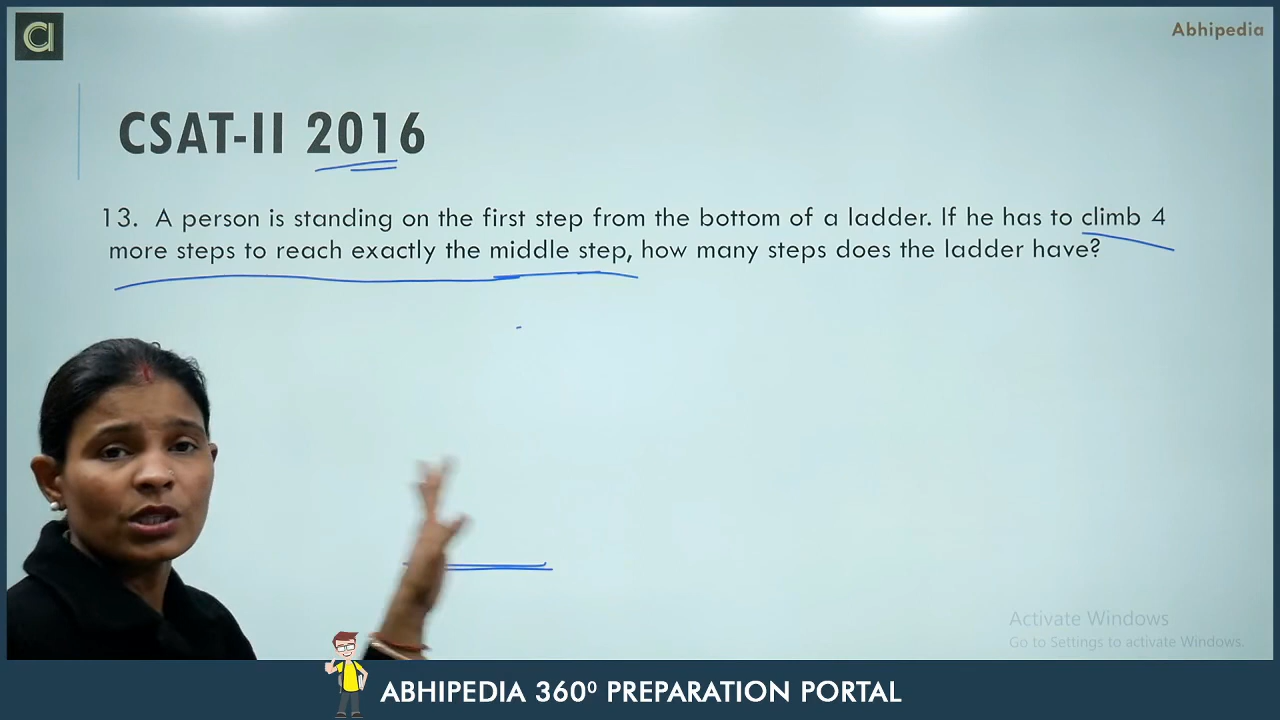 Abhipedia
CSAT-II 2016
13. A person is standing on the first step from the bottom of a ladder. If he has to climb 4
more steps to reach exactly the middle step, how many steps does the ladder have?
Activate Windows
Go to Settings to activate Windows.
ABHIPEDIA 360⁰ PREPARATION PORTAL